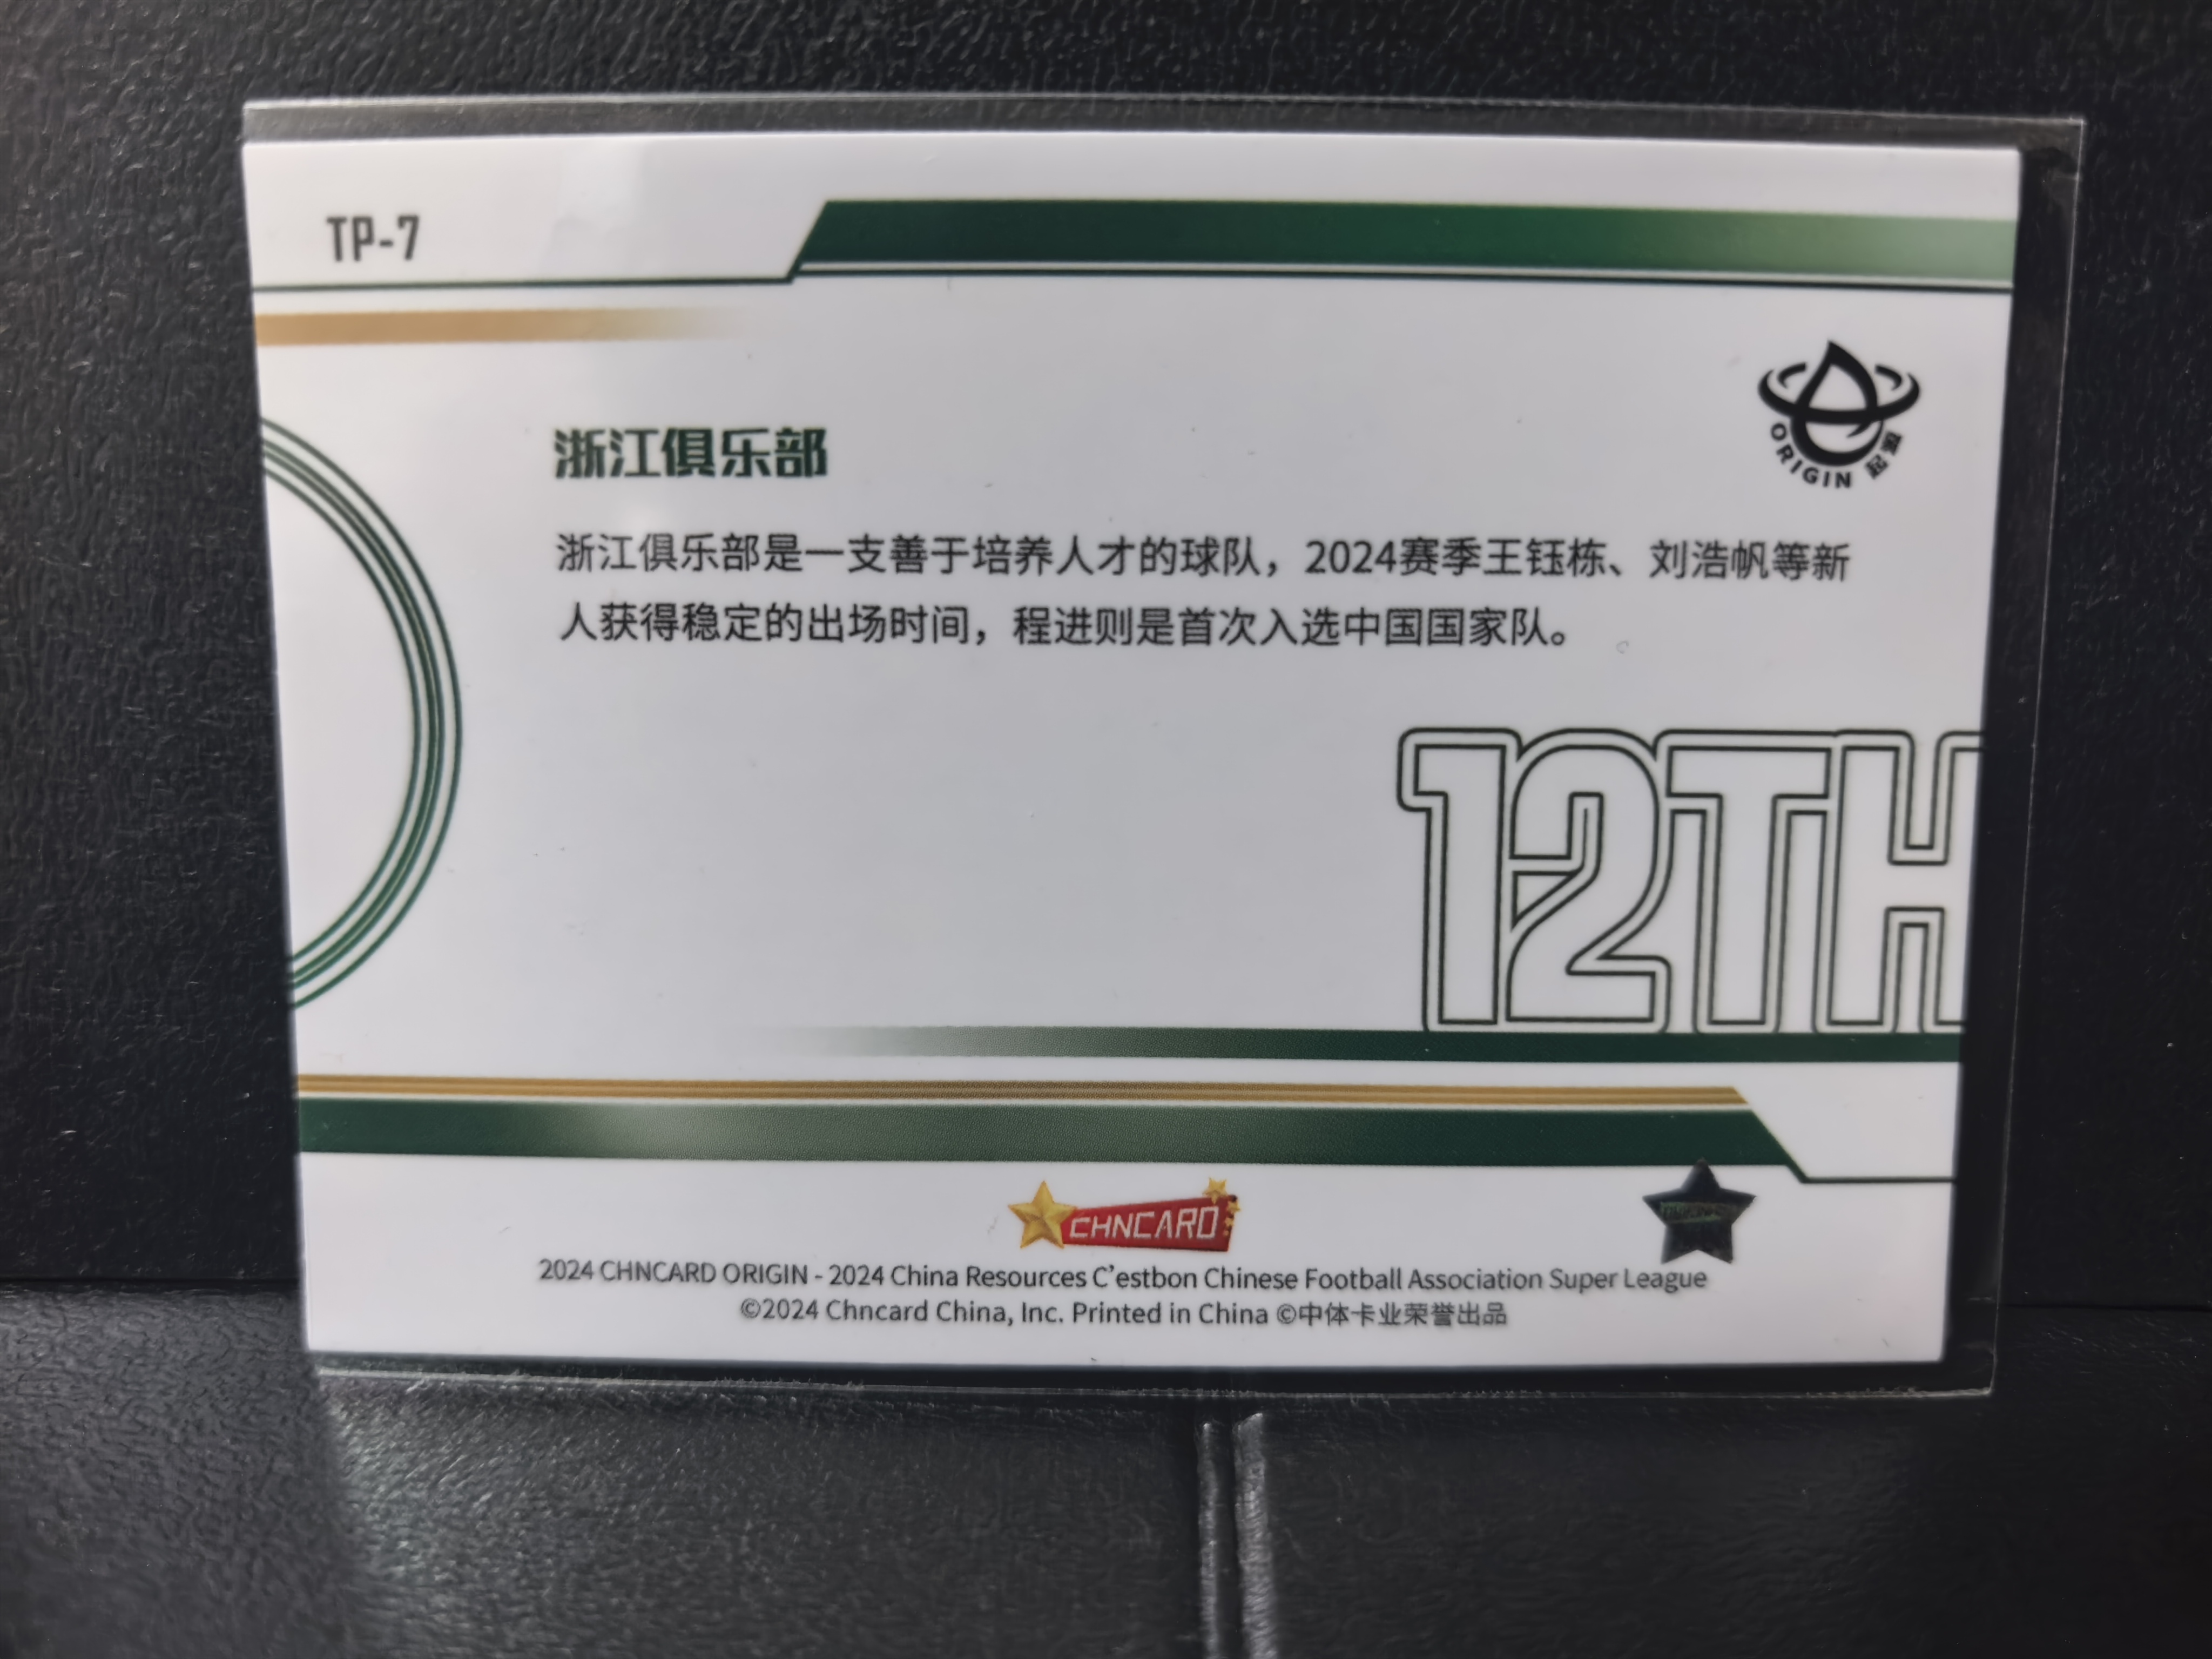 TP-7
ORIGIN 起源
浙江俱乐部
浙江俱乐部是一支善于培养人才的球队，2024赛季王钰栋、刘浩帆等新
人获得稳定的出场时间，程进则是首次入选中国国家队。
12TH
CHNCARD
2024 CHNCARD ORIGIN - 2024 China Resources C'estbon Chinese Football Association Super League
©2024 Chncard China, Inc. Printed in China ©中体卡业荣誉出品